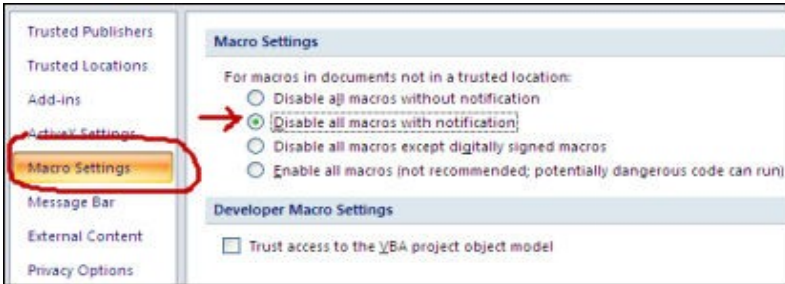 Trusted Publishers
Trusted Locations
Add-ins
ActiveX Settings
Macro Settings
Message Bar
External Content
Privacy Options
Macro Settings
For macros in documents not in a trusted location:
Disable all macros without notification
Disable all macros with notification
Disable all macros except digitally signed macros
Enable all macros (not recommended; potentially dangerous code can run)
Developer Macro Settings
Trust access to the VBA project object model